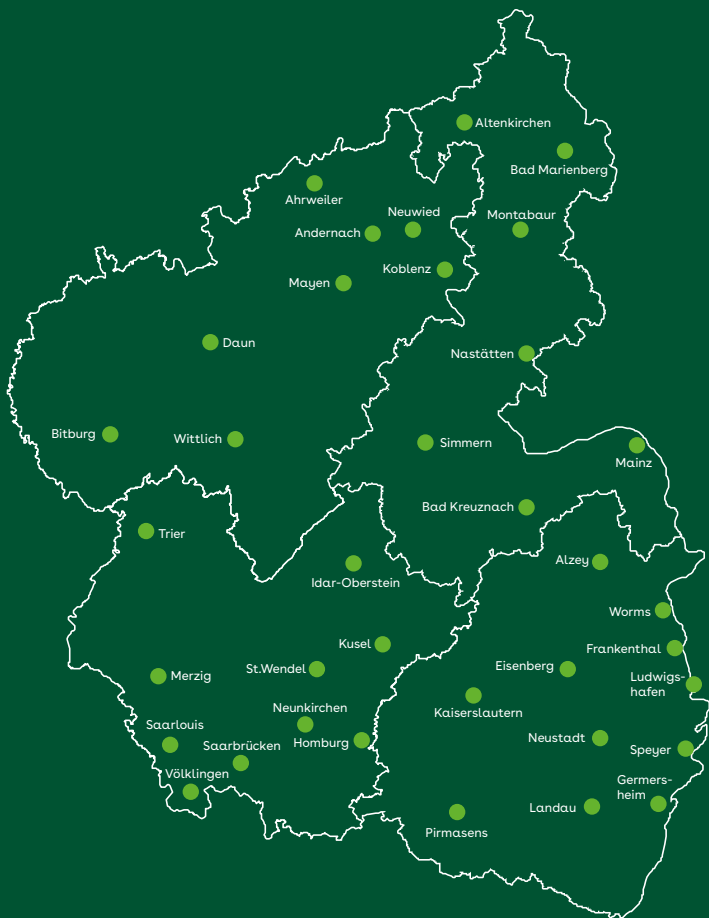 Altenkirchen
Bad Marienberg
Ahrweiler
Neuwied
Montabaur
Andernach
Koblenz
Mayen
Daun
Nastätten
Bitburg
Wittlich
Simmern
Mainz
Bad Kreuznach
Trier
Alzey
Idar-Oberstein
Worms
Kusel
Frankenthal
St.Wendel
Eisenberg
Merzig
Ludwigs-
hafen
Kaiserslautern
Neunkirchen
Saarlouis
Neustadt
Homburg
Saarbrücken
Speyer
Völklingen
Germers-
heim
Landau
Pirmasens